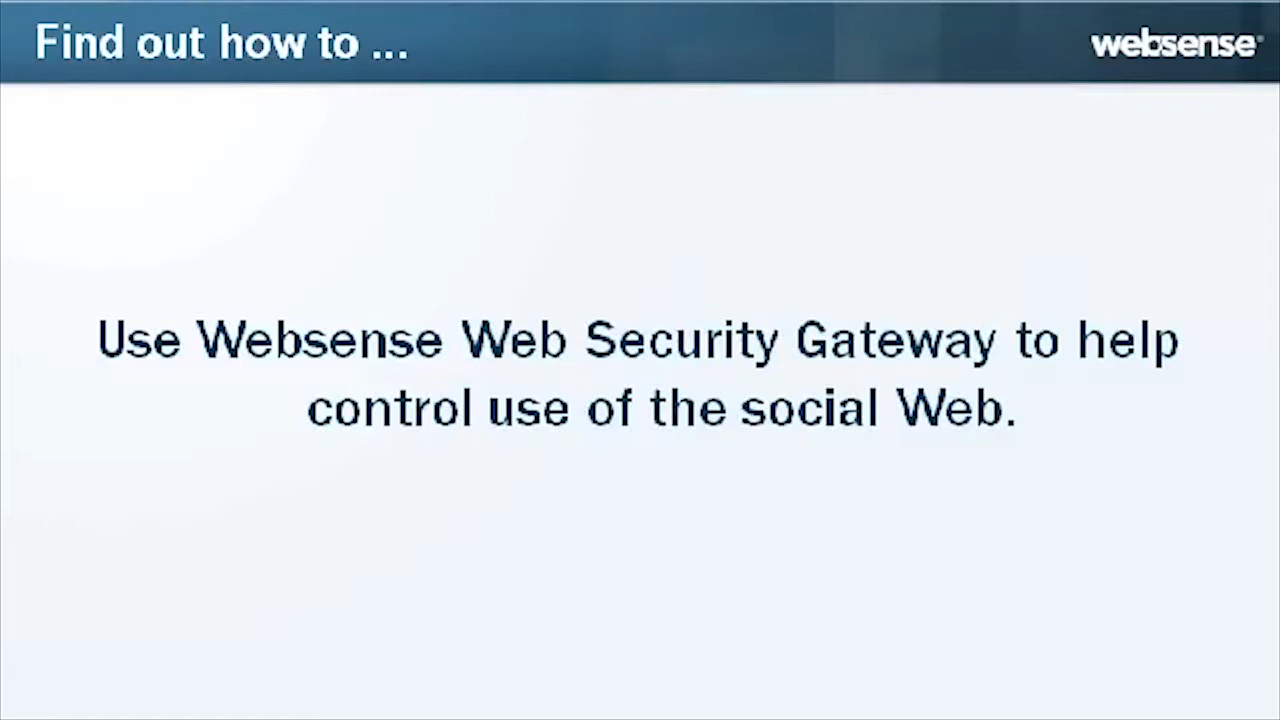 Find out how to ...
websense
Use Websense Web Security Gateway to help
control use of the social Web.